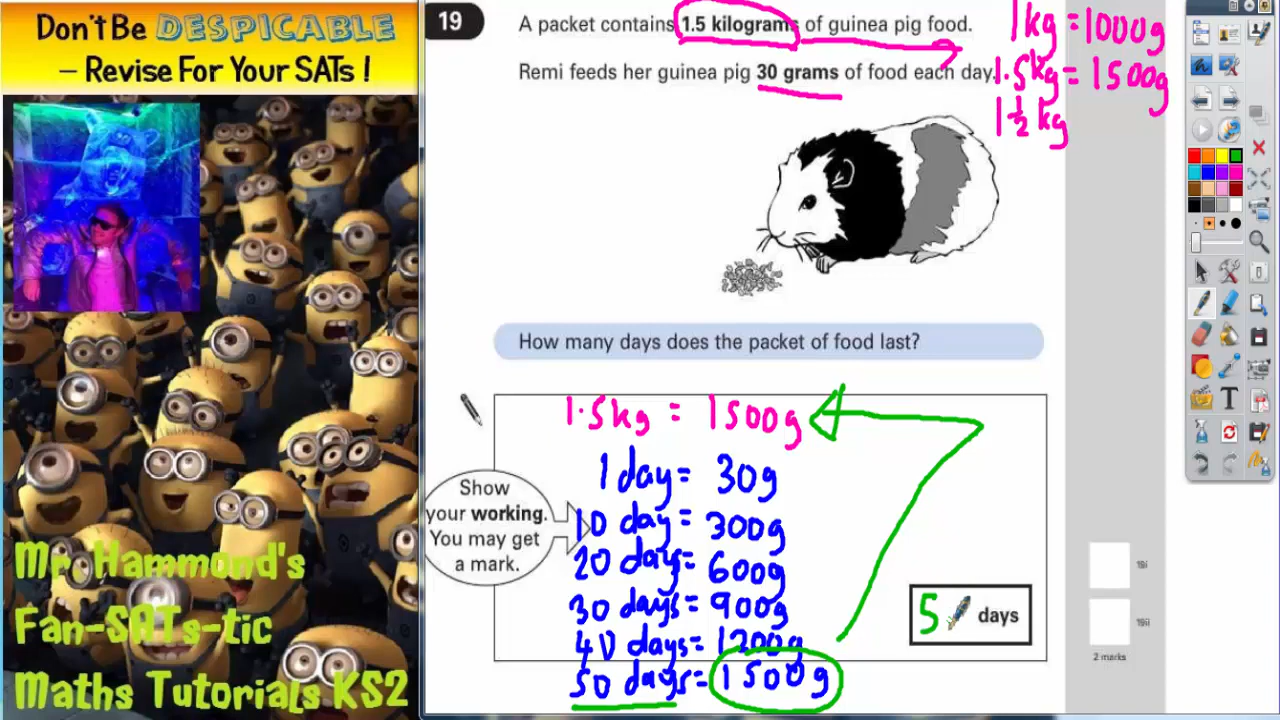 Don't Be DESPICABLE
– Revise For Your SATs !
Mr. Hammond's
Fan-SATs-tic
Maths Tutorials KS2
19
A packet contains 1.5 kilograms of guinea pig food.
Remi feeds her guinea pig 30 grams of food each day.
1kg = 1000g
1.5kg = 1500g
1½ kg
How many days does the packet of food last?
Show
your working.
You may get
a mark.
1.5kg = 1500g
1 day = 30g
10 day = 300g
20 days = 600g
30 days = 900g
40 days = 1200g
50 days = 1500g
5 days
19i
19ii
2 marks